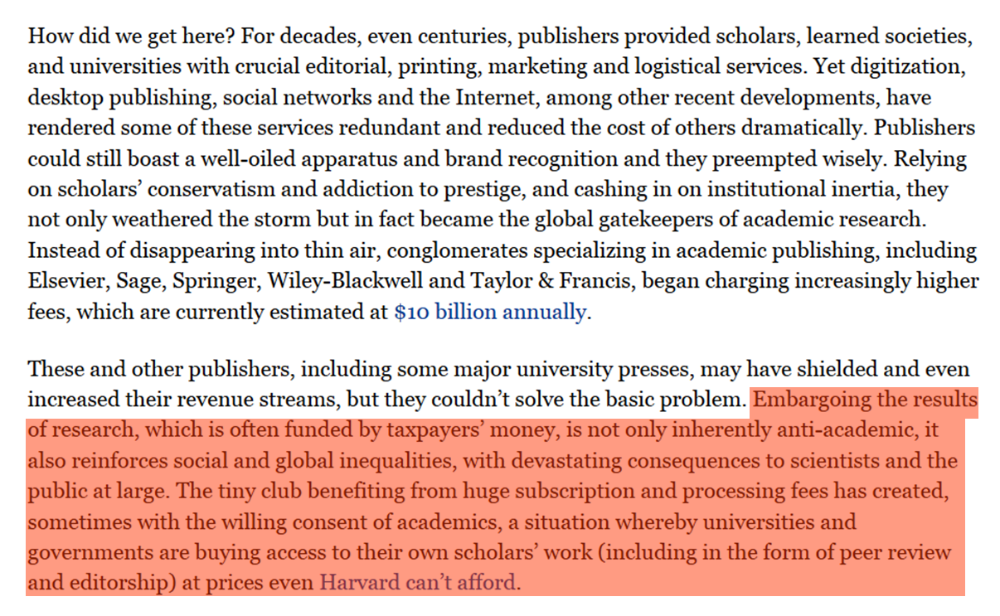 How did we get here? For decades, even centuries, publishers provided scholars, learned societies,
and universities with crucial editorial, printing, marketing and logistical services. Yet digitization,
desktop publishing, social networks and the Internet, among other recent developments, have
rendered some of these services redundant and reduced the cost of others dramatically. Publishers
could still boast a well-oiled apparatus and brand recognition and they preempted wisely. Relying
on scholars’ conservatism and addiction to prestige, and cashing in on institutional inertia, they
not only weathered the storm but in fact became the global gatekeepers of academic research.
Instead of disappearing into thin air, conglomerates specializing in academic publishing, including
Elsevier, Sage, Springer, Wiley-Blackwell and Taylor & Francis, began charging increasingly higher
fees, which are currently estimated at $10 billion annually.
These and other publishers, including some major university presses, may have shielded and even
increased their revenue streams, but they couldn’t solve the basic problem. Embargoing the results
of research, which is often funded by taxpayers’ money, is not only inherently anti-academic, it
also reinforces social and global inequalities, with devastating consequences to scientists and the
public at large. The tiny club benefiting from huge subscription and processing fees has created,
sometimes with the willing consent of academics, a situation whereby universities and
governments are buying access to their own scholars’ work (including in the form of peer review
and editorship) at prices even Harvard can’t afford.